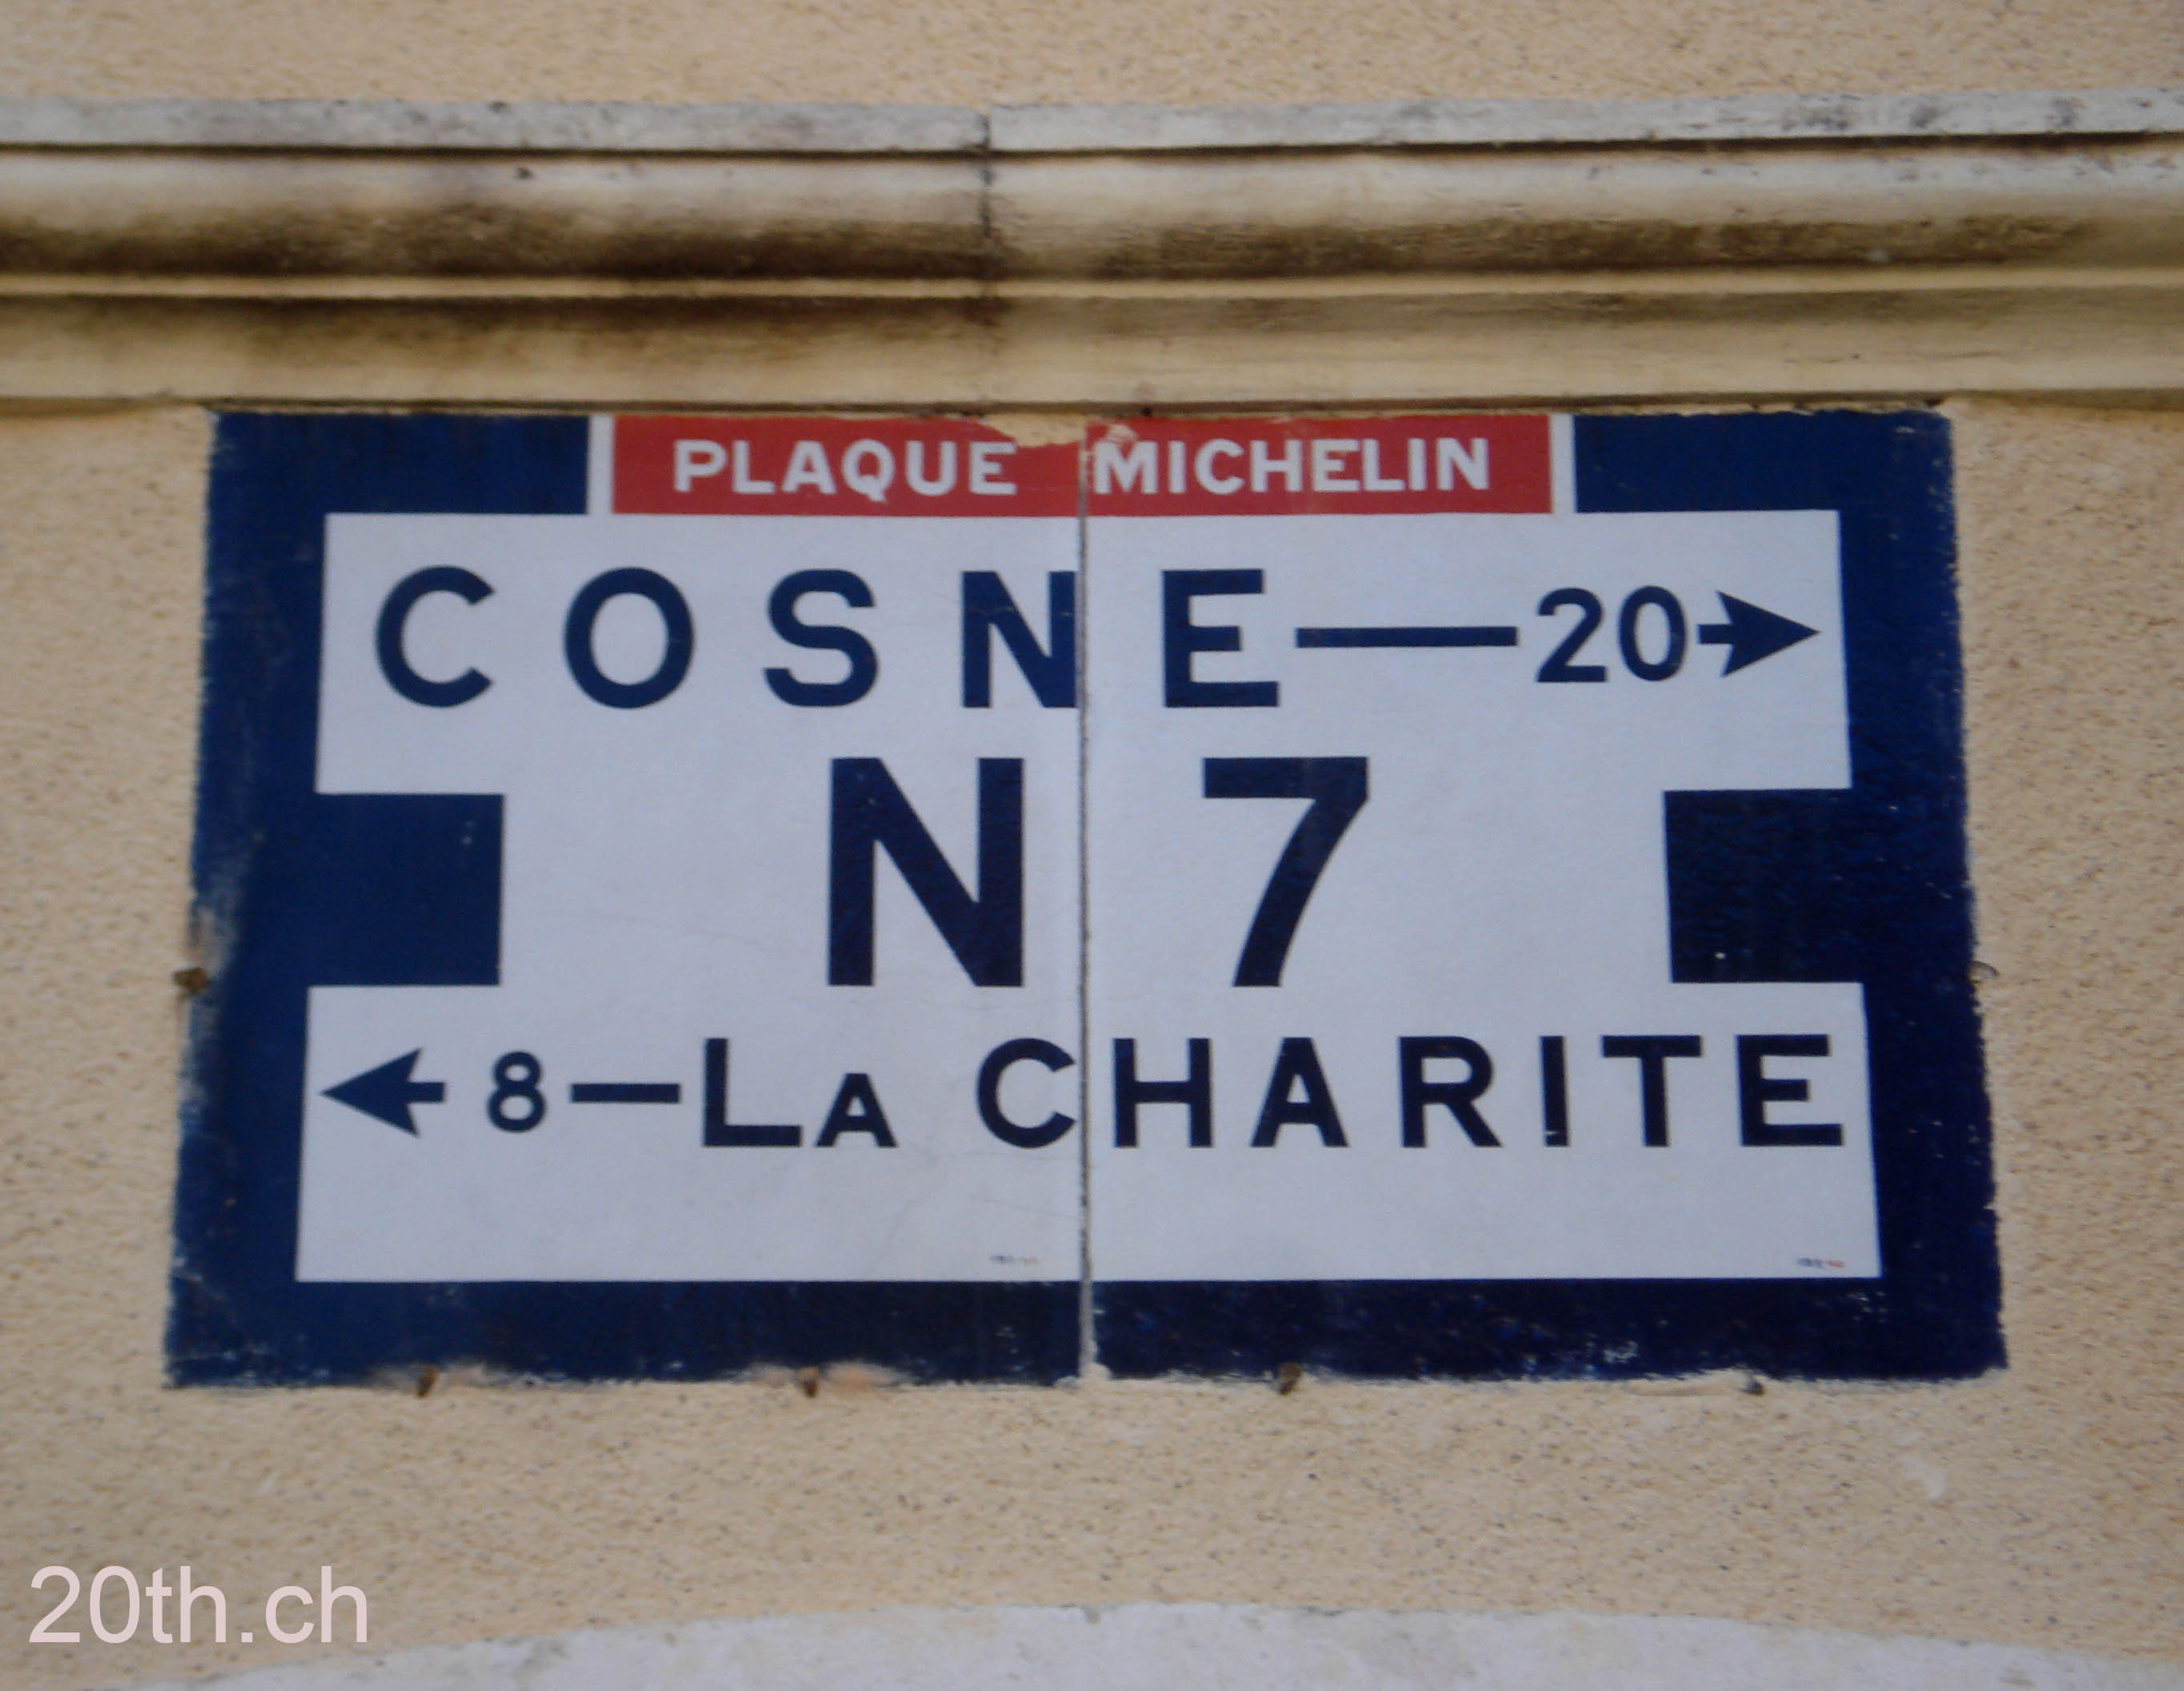 PLAQUE MICHELIN
COSNE—20→
N 7
← 8—LA CHARITE
20th.ch